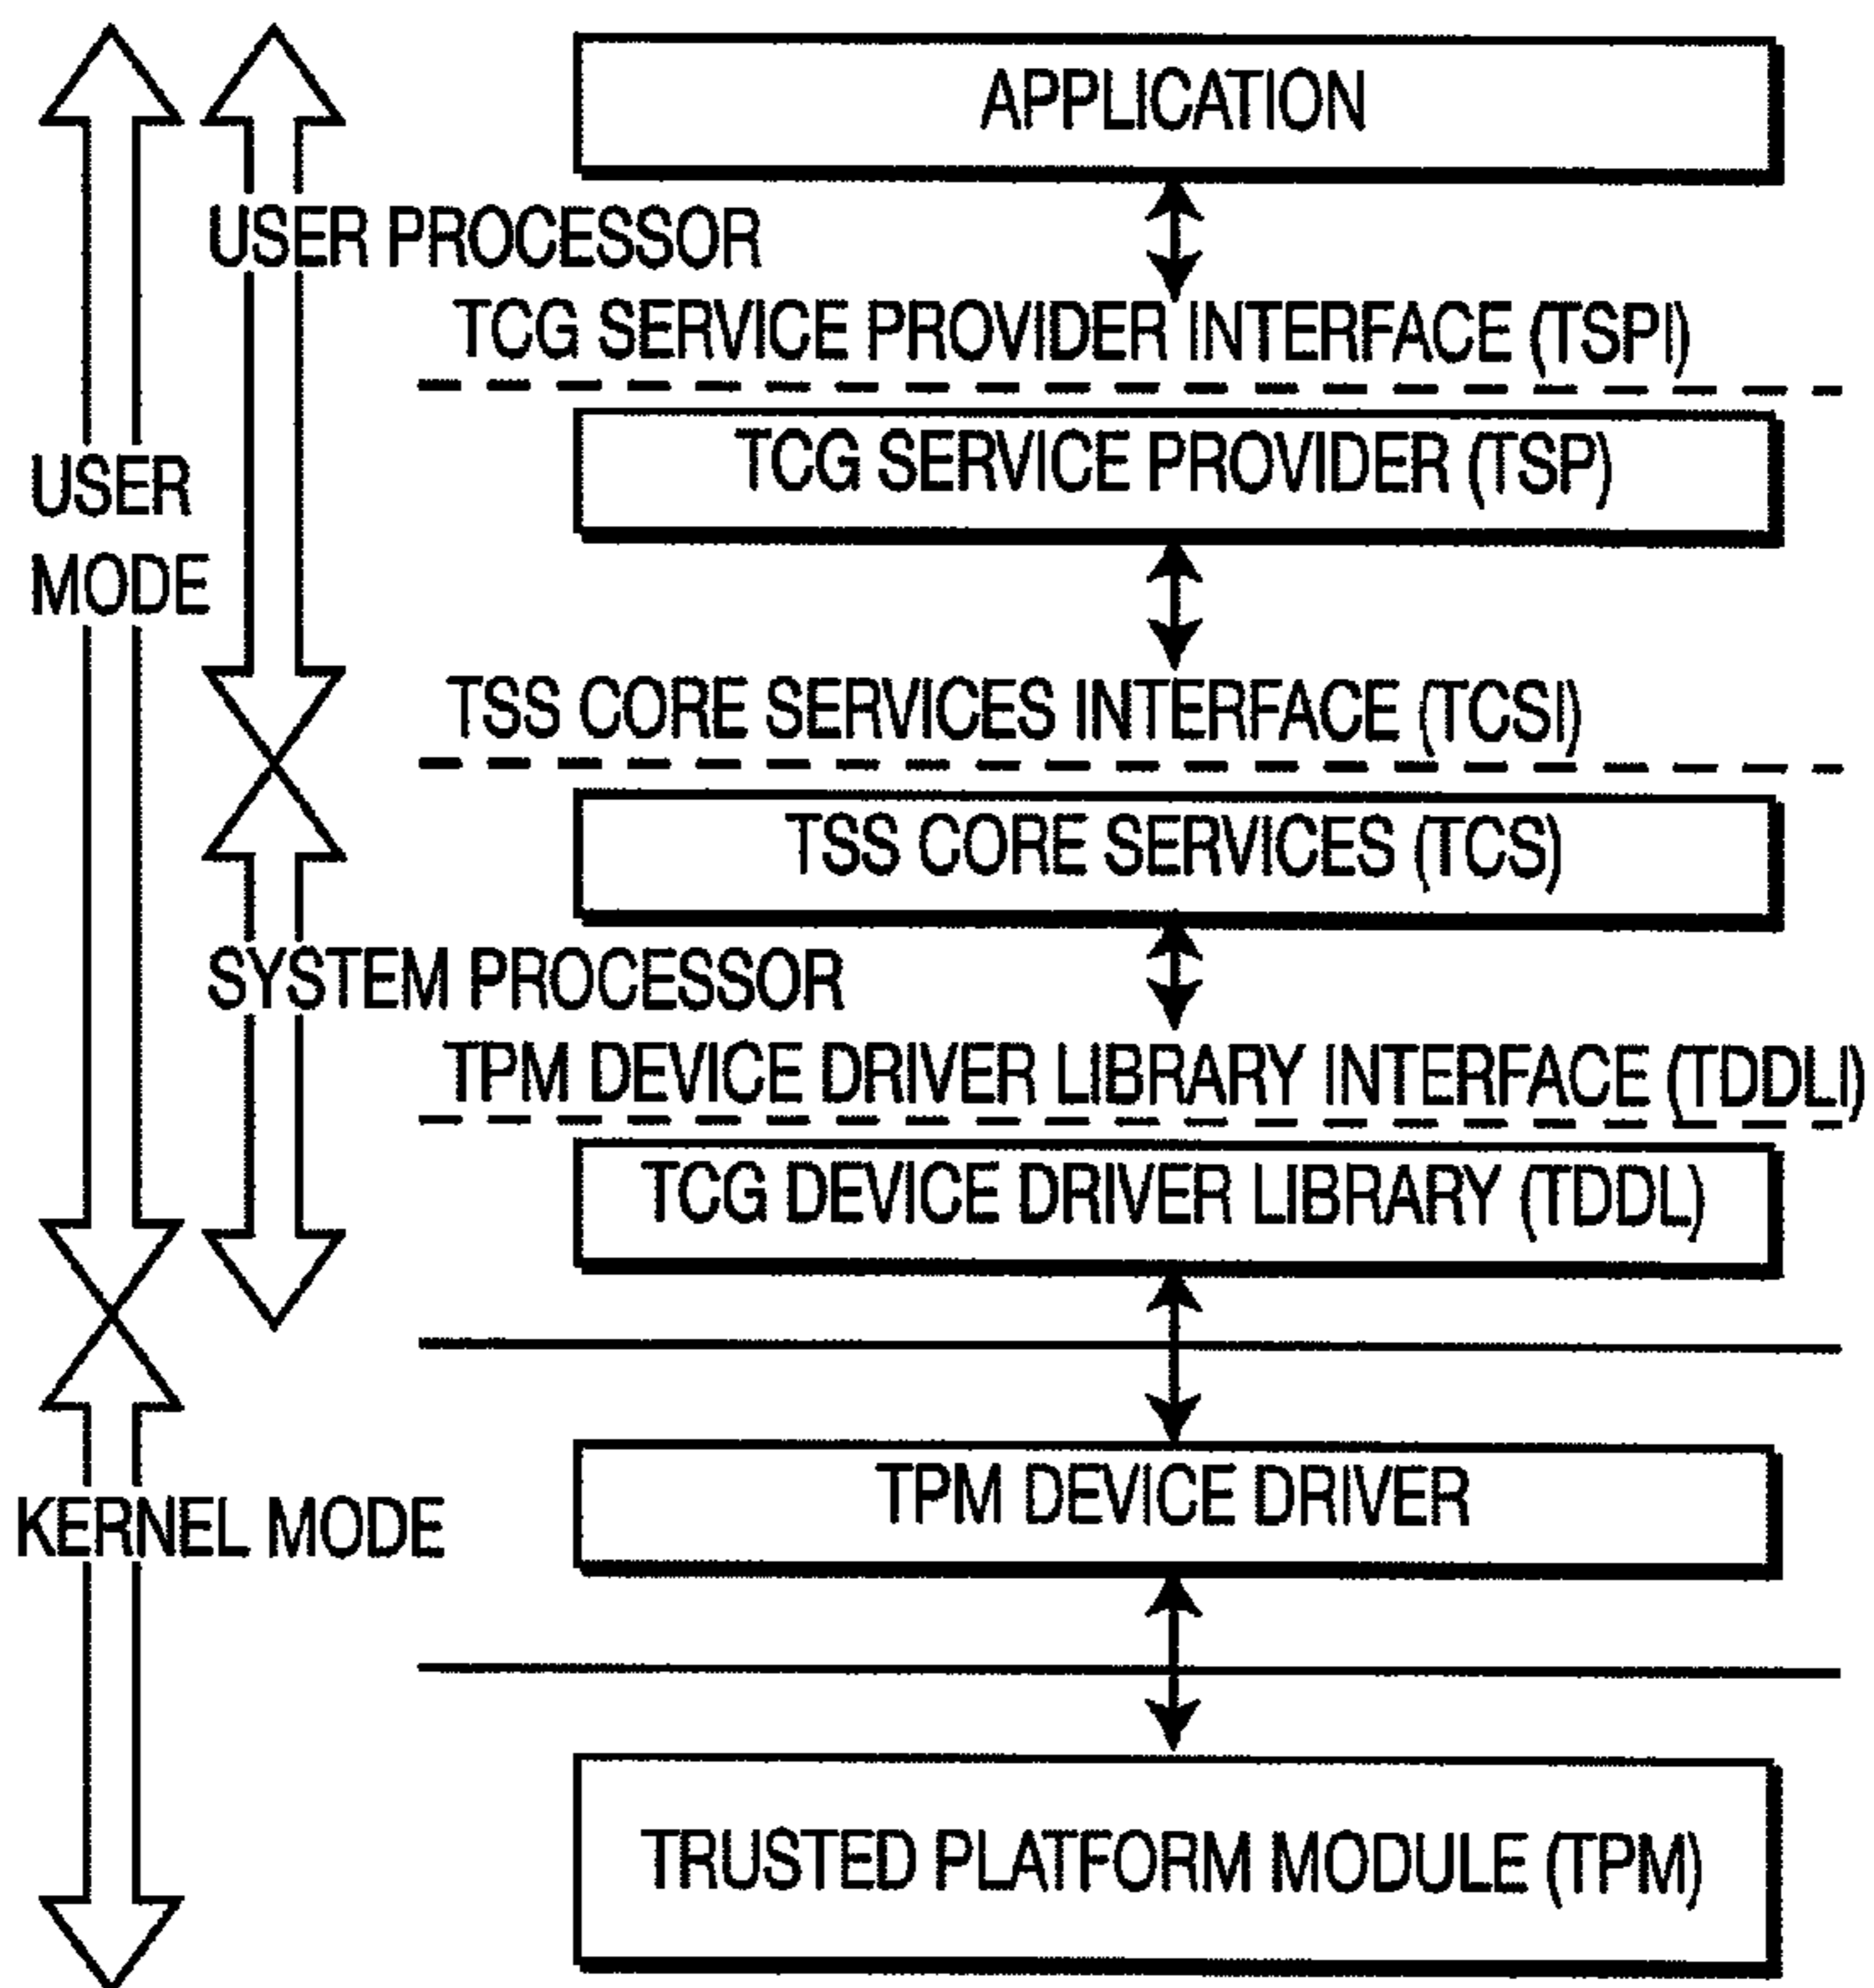 APPLICATION
USER PROCESSOR
TCG SERVICE PROVIDER INTERFACE (TSPI)
TCG SERVICE PROVIDER (TSP)
USER
MODE
TSS CORE SERVICES INTERFACE (TCSI)
TSS CORE SERVICES (TCS)
SYSTEM PROCESSOR
TPM DEVICE DRIVER LIBRARY INTERFACE (TDDLI)
TCG DEVICE DRIVER LIBRARY (TDDL)
TPM DEVICE DRIVER
KERNEL MODE
TRUSTED PLATFORM MODULE (TPM)